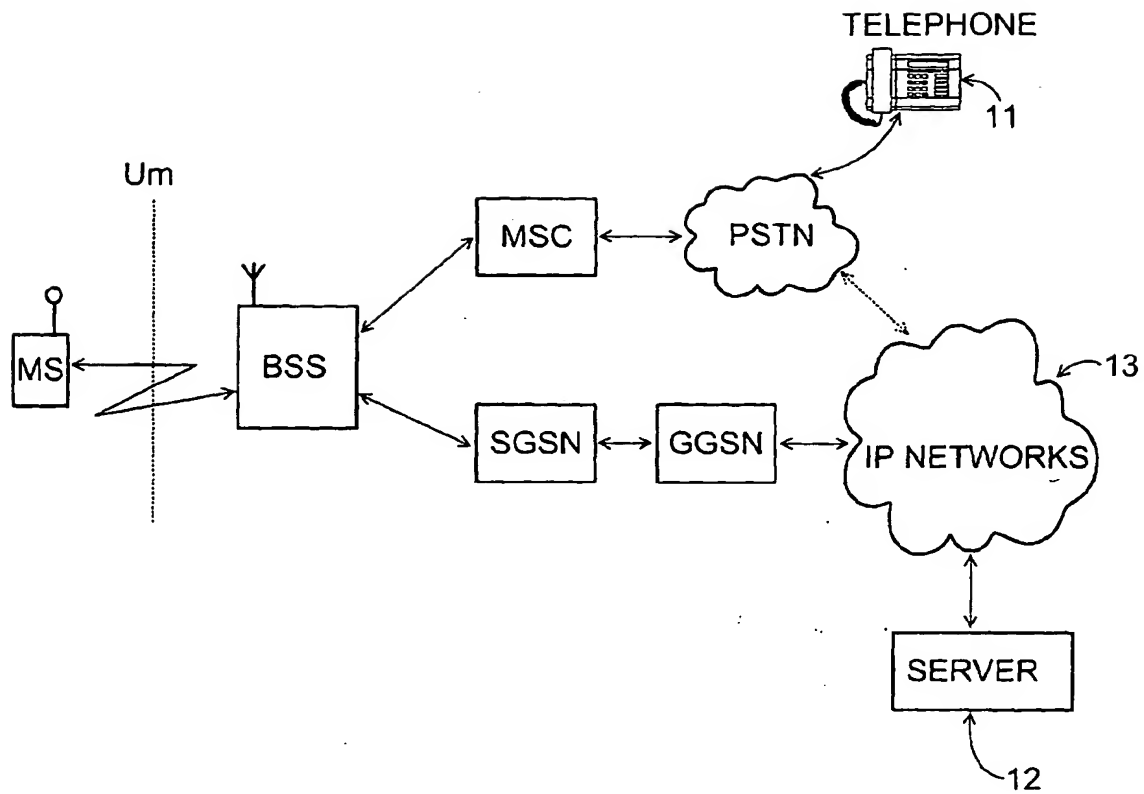 TELEPHONE
11
Um
MSC
PSTN
MS
BSS
13
SGSN
GGSN
IP NETWORKS
SERVER
12